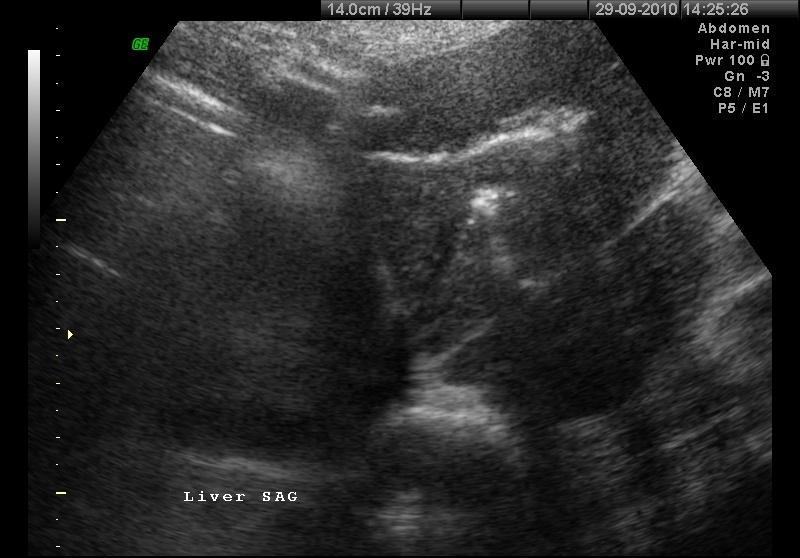 14.0cm / 39Hz 29-09-2010 14:25:26
GE
Abdomen
Har-mid
Pwr 100
Gn -3
C8 / M7
P5 / E1
Liver SAG